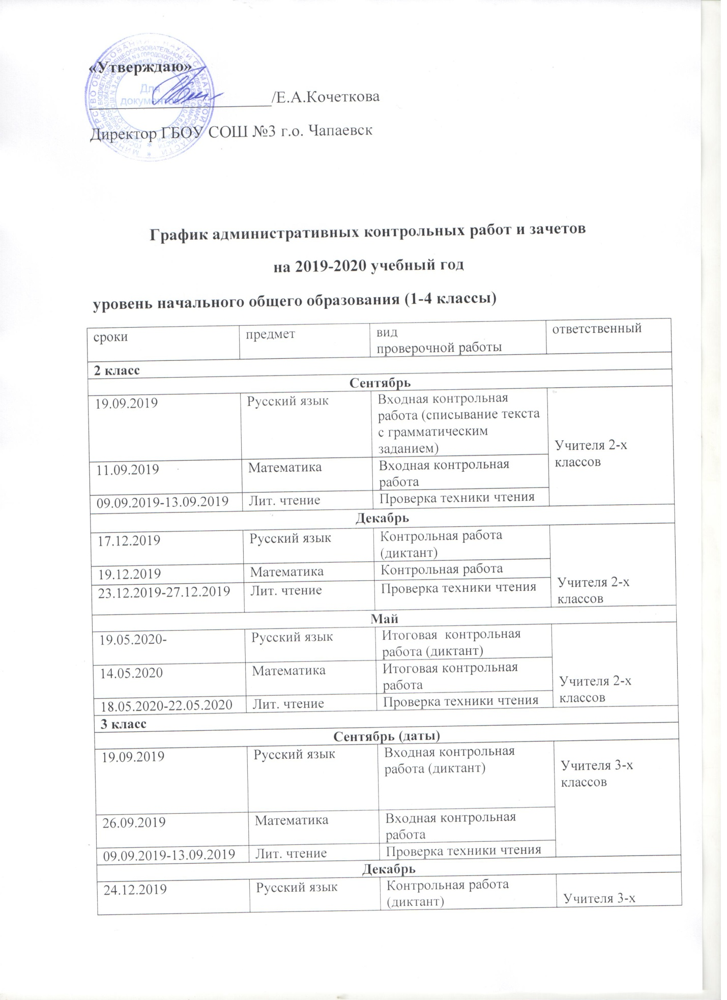 «Утверждаю»
Для
документов
/Е.А.Кочеткова
Директор ГБОУ СОШ №3 г.о. Чапаевск
График административных контрольных работ и зачетов
на 2019-2020 учебный год
уровень начального общего образования (1-4 классы)
сроки
предмет
вид
проверочной работы
ответственный
2 класс
Сентябрь
19.09.2019
Русский язык
Входная контрольная
работа (списывание текста
с грамматическим
заданием)
Учителя 2-х
классов
11.09.2019
Математика
Входная контрольная
работа
09.09.2019-13.09.2019
Лит. чтение
Проверка техники чтения
Декабрь
17.12.2019
Русский язык
Контрольная работа
(диктант)
19.12.2019
Математика
Контрольная работа
Учителя 2-х
классов
23.12.2019-27.12.2019
Лит. чтение
Проверка техники чтения
Май
19.05.2020-
Русский язык
Итоговая  контрольная
работа (диктант)
14.05.2020
Математика
Итоговая контрольная
работа
Учителя 2-х
классов
18.05.2020-22.05.2020
Лит. чтение
Проверка техники чтения
3 класс
Сентябрь (даты)
19.09.2019
Русский язык
Входная контрольная
работа (диктант)
Учителя 3-х
классов
26.09.2019
Математика
Входная контрольная
работа
09.09.2019-13.09.2019
Лит. чтение
Проверка техники чтения
Декабрь
24.12.2019
Русский язык
Контрольная работа
(диктант)
Учителя 3-х